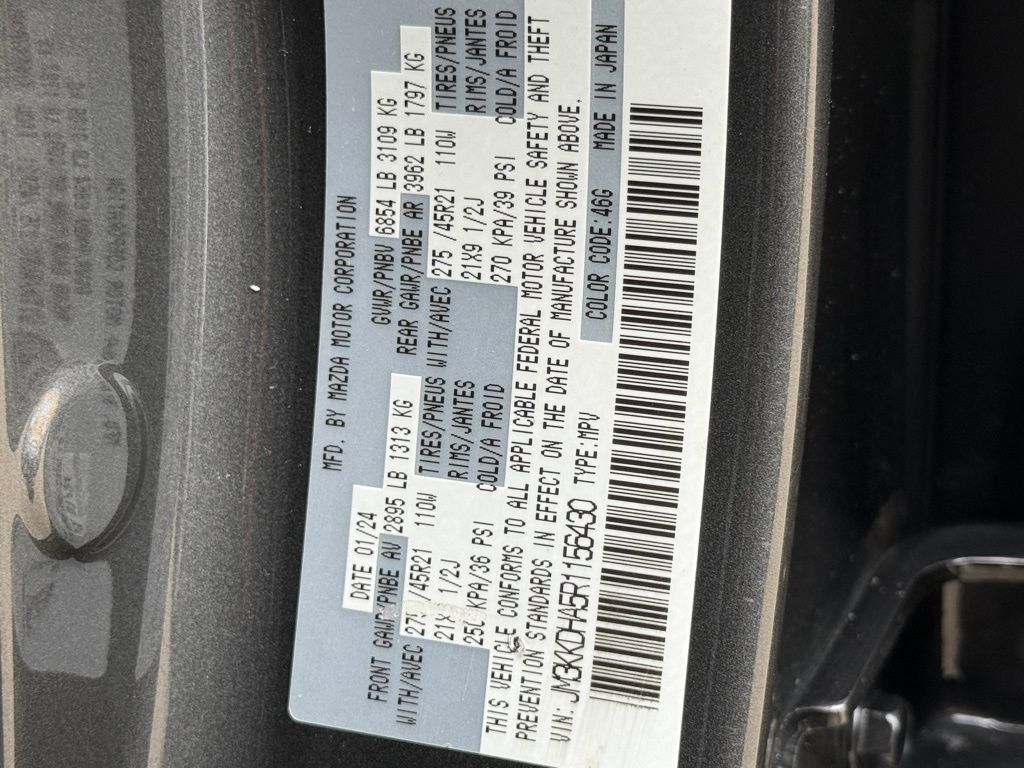 MFD. BY MAZDA MOTOR CORPORATION
DATE 01/24 GVWR/PNBV 6854 LB 3109 KG
FRONT GAWR/PNBE AV 2895 LB 1313 KG REAR GAWR/PNBE AR 3962 LB 1797 KG
WITH/AVEC 275 /45R21 110W TIRES/PNEUS WITH/AVEC 275 /45R21 110W TIRES/PNEUS
21X9 1/2J RIMS/JANTES 21X9 1/2J RIMS/JANTES
250 KPA/36 PSI COLD/A FROID 270 KPA/39 PSI COLD/A FROID
THIS VEHICLE CONFORMS TO ALL APPLICABLE FEDERAL MOTOR VEHICLE SAFETY AND THEFT
PREVENTION STANDARDS IN EFFECT ON THE DATE OF MANUFACTURE SHOWN ABOVE.
VIN: JM3KKDHA5R1156430 TYPE:MPV COLOR CODE:46G MADE IN JAPAN